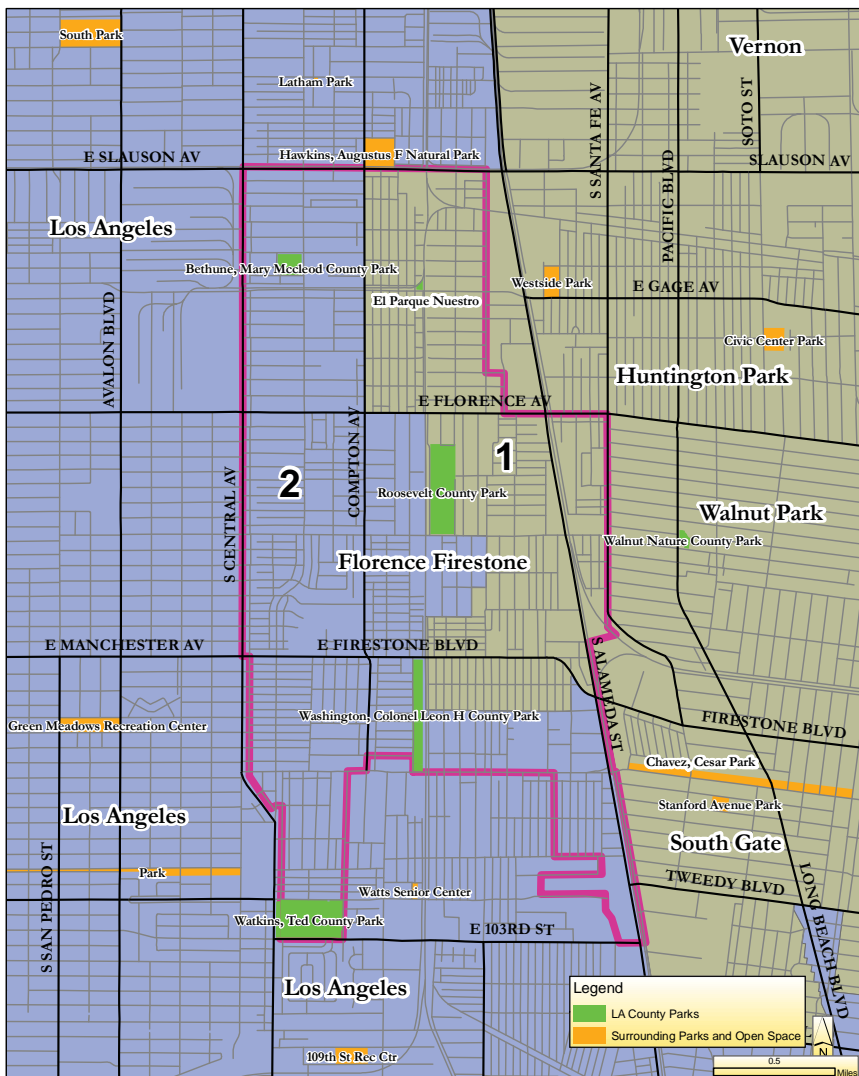 South Park
Vernon
Latham Park
S SANTA FE AV
SOTO ST
E SLAUSON AV
Hawkins, Augustus F Natural Park
SLAUSON AV
PACIFIC BLVD
Los Angeles
Bethune, Mary Mccleod County Park
El Parque Nuestro
Westside Park
E GAGE AV
AVALON BLVD
Civic Center Park
Huntington Park
E FLORENCE AV
COMPTON AV
1
2
S CENTRAL AV
Roosevelt County Park
Walnut Park
Walnut Nature County Park
Florence Firestone
E MANCHESTER AV
E FIRESTONE BLVD
S ALAMEDA ST
Washington, Colonel Leon H County Park
Green Meadows Recreation Center
FIRESTONE BLVD
Chavez, Cesar Park
Stanford Avenue Park
Los Angeles
South Gate
S SAN PEDRO ST
Park
TWEEDY BLVD
LONG BEACH BLVD
Watts Senior Center
Watkins, Ted County Park
E 103RD ST
Los Angeles
109th St Rec Ctr
Legend
LA County Parks
Surrounding Parks and Open Space
N
0.5
Miles